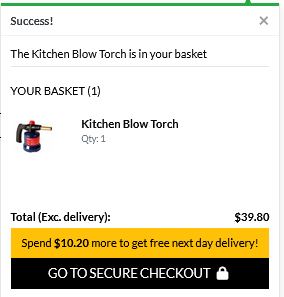 Success! ×
The Kitchen Blow Torch is in your basket
YOUR BASKET (1)
Kitchen Blow Torch
Qty: 1
Total (Exc. delivery): $39.80
Spend $10.20 more to get free next day delivery!
GO TO SECURE CHECKOUT